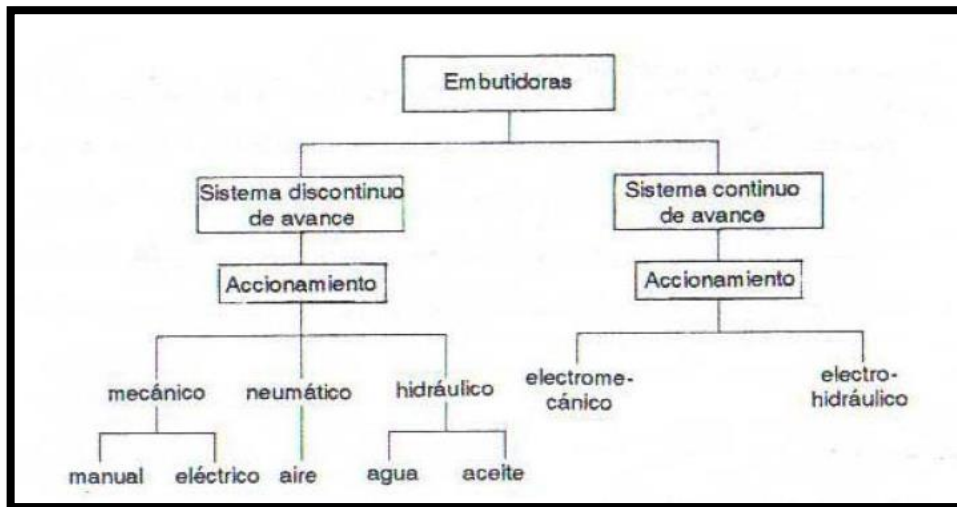 Embutidoras
Sistema discontinuo
de avance
Sistema continuo
de avance
Accionamiento
Accionamiento
mecánico
neumático
hidráulico
electrome-
cánico
electro-
hidráulico
manual
eléctrico
aire
agua
aceite